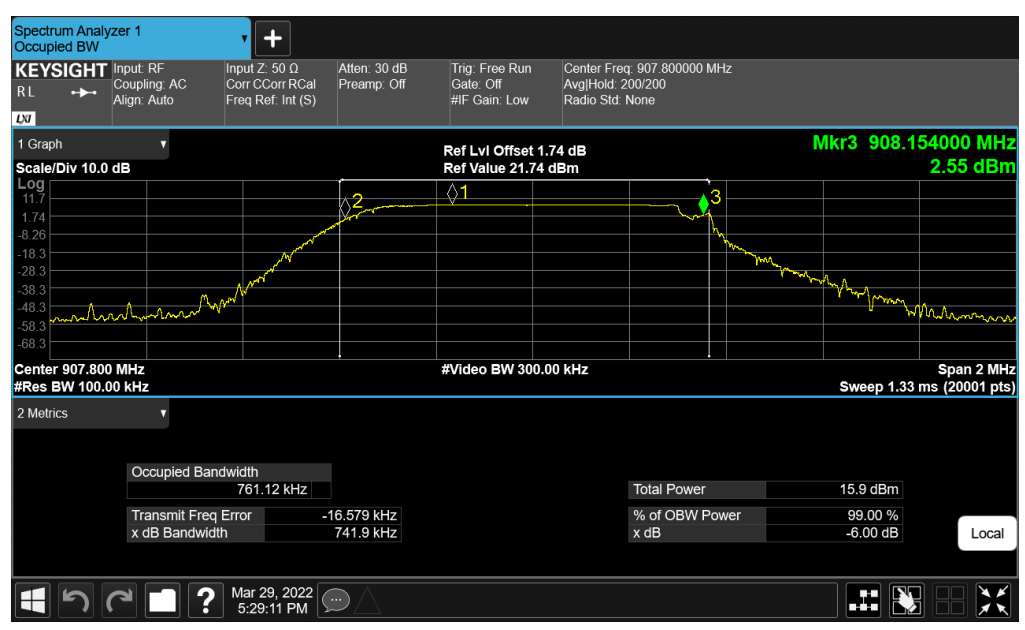 Spectrum Analyzer 1
Occupied BW
KEYSIGHT
R L
LXI
Input: RF
Coupling: AC
Align: Auto
Input Z: 50 Ω
Corr CCorr RCal
Freq Ref: Int (S)
Atten: 30 dB
Preamp: Off
Trig: Free Run
Gate: Off
#IF Gain: Low
Center Freq: 907.800000 MHz
Avg|Hold: 200/200
Radio Std: None
1 Graph
Scale/Div 10.0 dB
Ref Lvl Offset 1.74 dB
Ref Value 21.74 dBm
Mkr3 908.154000 MHz
2.55 dBm
Log
11.7
1.74
-8.26
-18.3
-28.3
-38.3
-48.3
-58.3
-68.3
2
1
3
Center 907.800 MHz
#Video BW 300.00 kHz
Span 2 MHz
#Res BW 100.00 kHz
Sweep 1.33 ms (20001 pts)
2 Metrics
Occupied Bandwidth
761.12 kHz
Transmit Freq Error -16.579 kHz
x dB Bandwidth 741.9 kHz
Total Power 15.9 dBm
% of OBW Power 99.00 %
x dB -6.00 dB
Local
?
Mar 29, 2022
5:29:11 PM